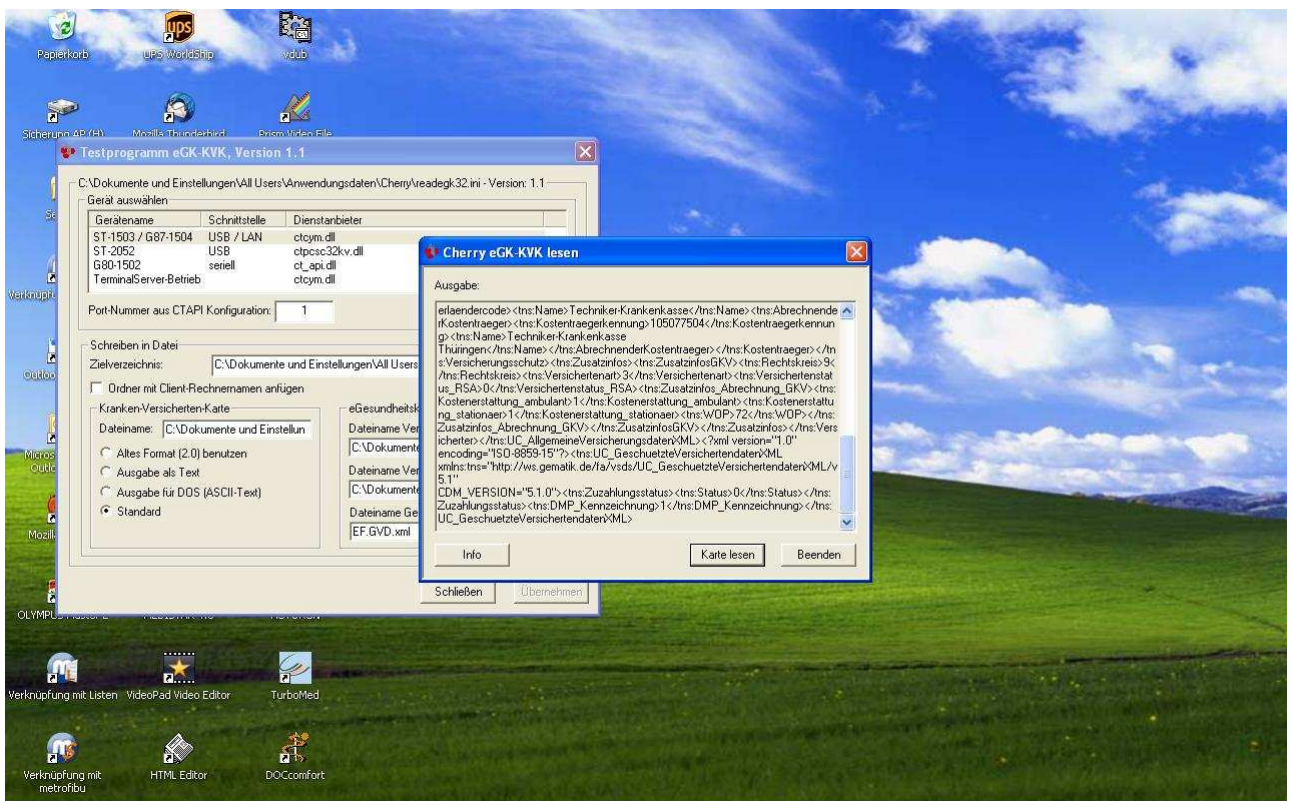 Papierkorb
UPS WorldShip
vdub
Sicherung AP (H)
Mozilla Thunderbird
Prism Video File
Testprogramm eGK-KVK, Version 1.1
C:\Dokumente und Einstellungen\All Users\Anwendungsdaten\Cherry\readegk32.ini - Version: 1.1
Gerät auswählen
Gerätename Schnittstelle Dienstanbieter
ST-1503 / G87-1504 USB / LAN ctcym.dll
ST-2052 USB ctpcsc32kv.dll
G80-1502 seriell ct_api.dll
TerminalServer-Betrieb ctcym.dll
Port-Nummer aus CTAPI Konfiguration: 1
Schreiben in Datei
Zielverzeichnis: C:\Dokumente und Einstellungen\All Users
Ordner mit Client-Rechnernamen anfügen
Kranken-Versicherten-Karte
Dateiname: C:\Dokumente und Einstellun
Altes Format (2.0) benutzen
Ausgabe als Text
Ausgabe für DOS (ASCII-Text)
Standard
eGesundheitsk
Dateiname Ver
C:\Dokumente
Dateiname Ver
C:\Dokumente
Dateiname Ge
EF.GVD.xml
Schließen
Übernehmen
Cherry eGK-KVK lesen
Ausgabe:
erlaendercode><tns:Name>Techniker-Krankenkasse</tns:Name><tns:Abrechnende
rKostentraeger><tns:Kostentraegerkennung>105077504</tns:Kostentraegerkennun
g><tns:Name>Techniker-Krankenkasse
Thüringen</tns:Name></tns:AbrechnenderKostentraeger></tns:Kostentraeger></tn
s:Versicherungsschutz><tns:Zusatzinfos><tns:ZusatzinfosGKV><tns:Rechtskreis>9<
/tns:Rechtskreis><tns:Versichertenart>3</tns:Versichertenart><tns:Versichertenstat
us_RSA>0</tns:Versichertenstatus_RSA><tns:Zusatzinfos_Abrechnung_GKV><tns:
Kostenerstattung_ambulant>1</tns:Kostenerstattung_ambulant><tns:Kostenerstattu
ng_stationaer>1</tns:Kostenerstattung_stationaer><tns:WOP>72</tns:WOP></tns:
Zusatzinfos_Abrechnung_GKV></tns:ZusatzinfosGKV></tns:Zusatzinfos></tns:Vers
icherter></tns:UC_AllgemeineVersicherungsdatenXML><?xml version="1.0"
encoding="ISO-8859-15"?><tns:UC_GeschuetzteVersichertendatenXML
xmlns:tns="http://ws.gematik.de/fa/vsds/UC_GeschuetzteVersichertendatenXML/v
5.1"
CDM_VERSION="5.1.0"><tns:Zuzahlungsstatus><tns:Status>0</tns:Status></tns:
Zuzahlungsstatus><tns:DMP_Kennzeichnung>1</tns:DMP_Kennzeichnung></tns:
UC_GeschuetzteVersichertendatenXML>
Info
Karte lesen
Beenden
Verknüpfung mit Listen
VideoPad Video Editor
TurboMed
Verknüpfung mit
metrofibu
HTML Editor
DOCcomfort